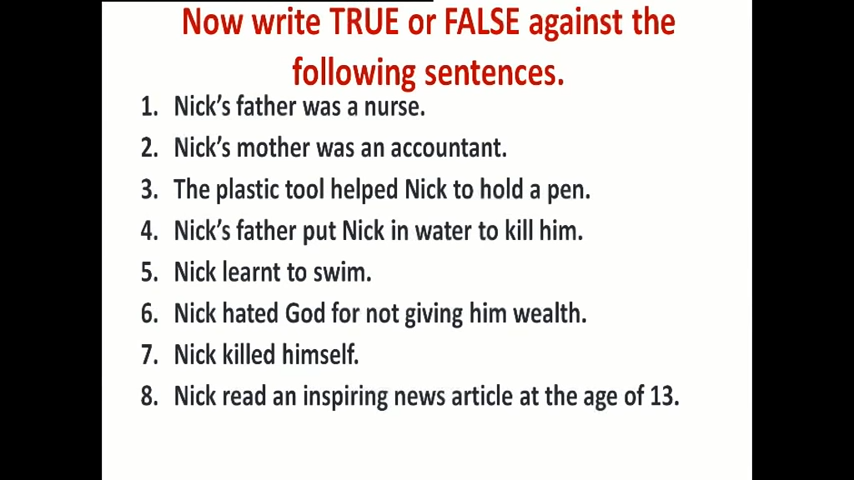 Now write TRUE or FALSE against the
following sentences.
1. Nick's father was a nurse.
2. Nick's mother was an accountant.
3. The plastic tool helped Nick to hold a pen.
4. Nick's father put Nick in water to kill him.
5. Nick learnt to swim.
6. Nick hated God for not giving him wealth.
7. Nick killed himself.
8. Nick read an inspiring news article at the age of 13.